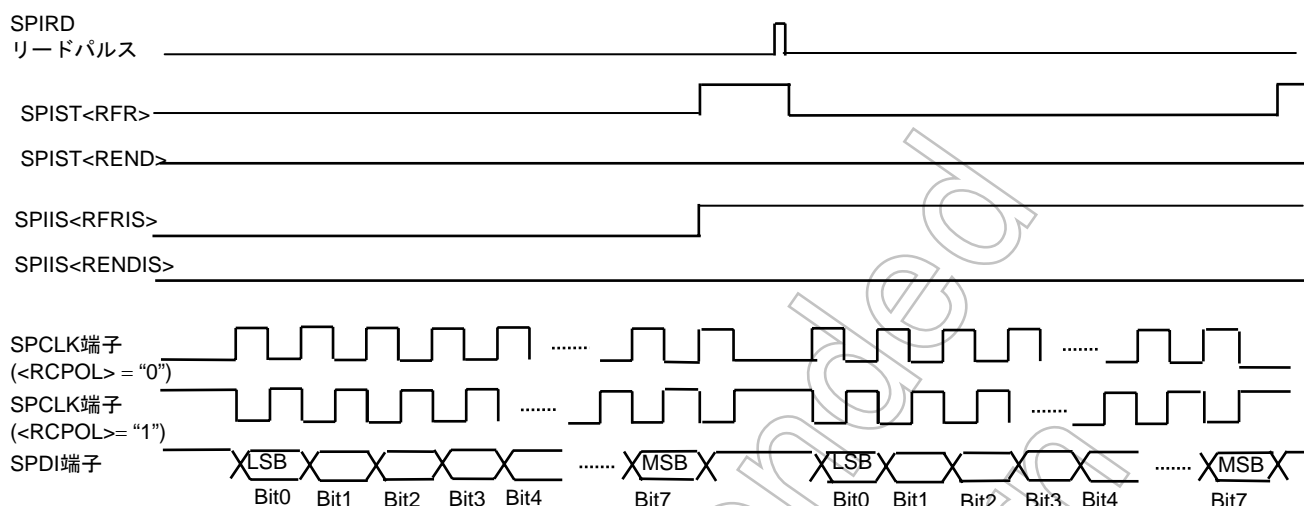 SPIRD
リードパルス
SPIST<RFR>
SPIST<REND>
SPIIS<RFRIS>
SPIIS<RENDIS>
SPCLK端子
(<RCPOL> = “0”)
SPCLK端子
(<RCPOL>= “1”)
SPDI端子
LSB MSB LSB MSB
Bit0 Bit1 Bit2 Bit3 Bit4 Bit7 Bit0 Bit1 Bit2 Bit3 Bit4 Bit7